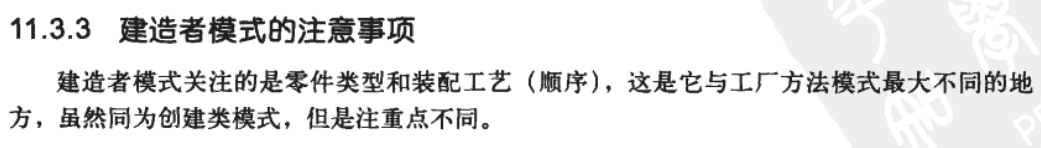 11.3.3 建造者模式的注意事项
建造者模式关注的是零件类型和装配工艺（顺序），这是它与工厂方法模式最大不同的地
方，虽然同为创建类模式，但是注重点不同。